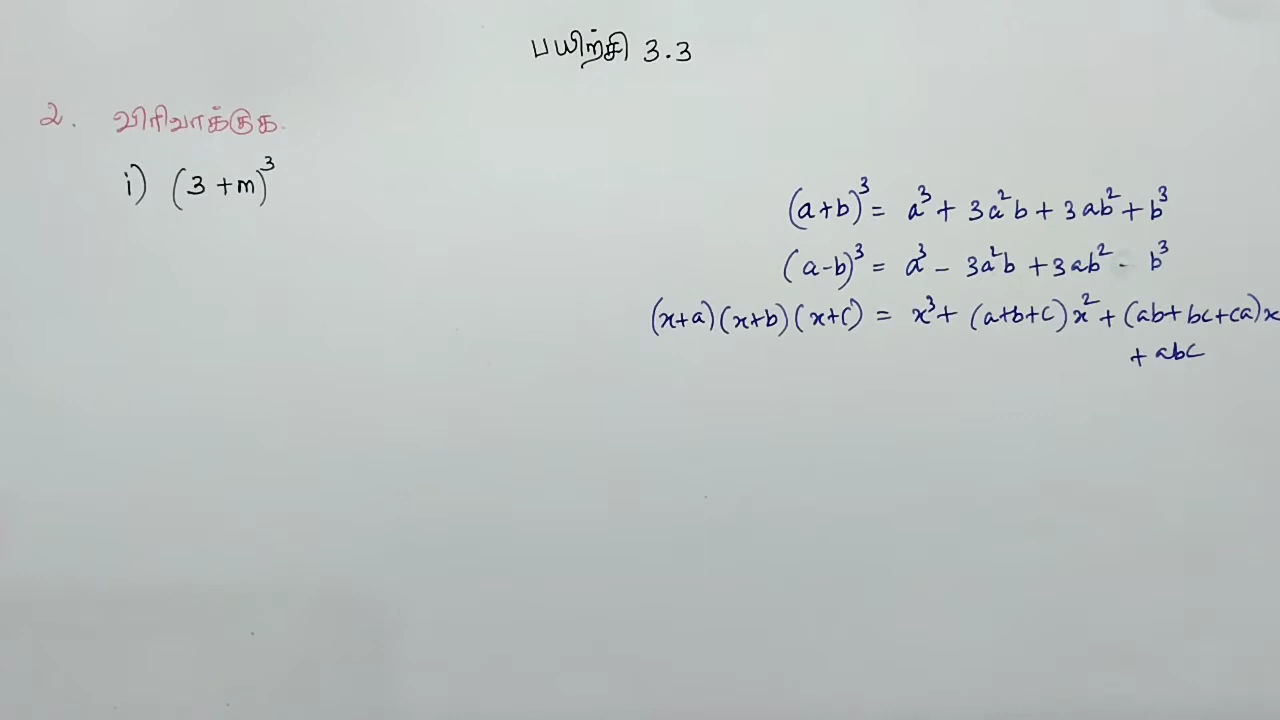 பயிற்சி 3.3
2. விரிவாக்குக.
i) (3+m)³
(a+b)³ = a³ + 3a²b + 3ab² + b³
(a-b)³ = a³ - 3a²b + 3ab² - b³
(x+a)(x+b)(x+c) = x³ + (a+b+c)x² + (ab+bc+ca)x
+ abc